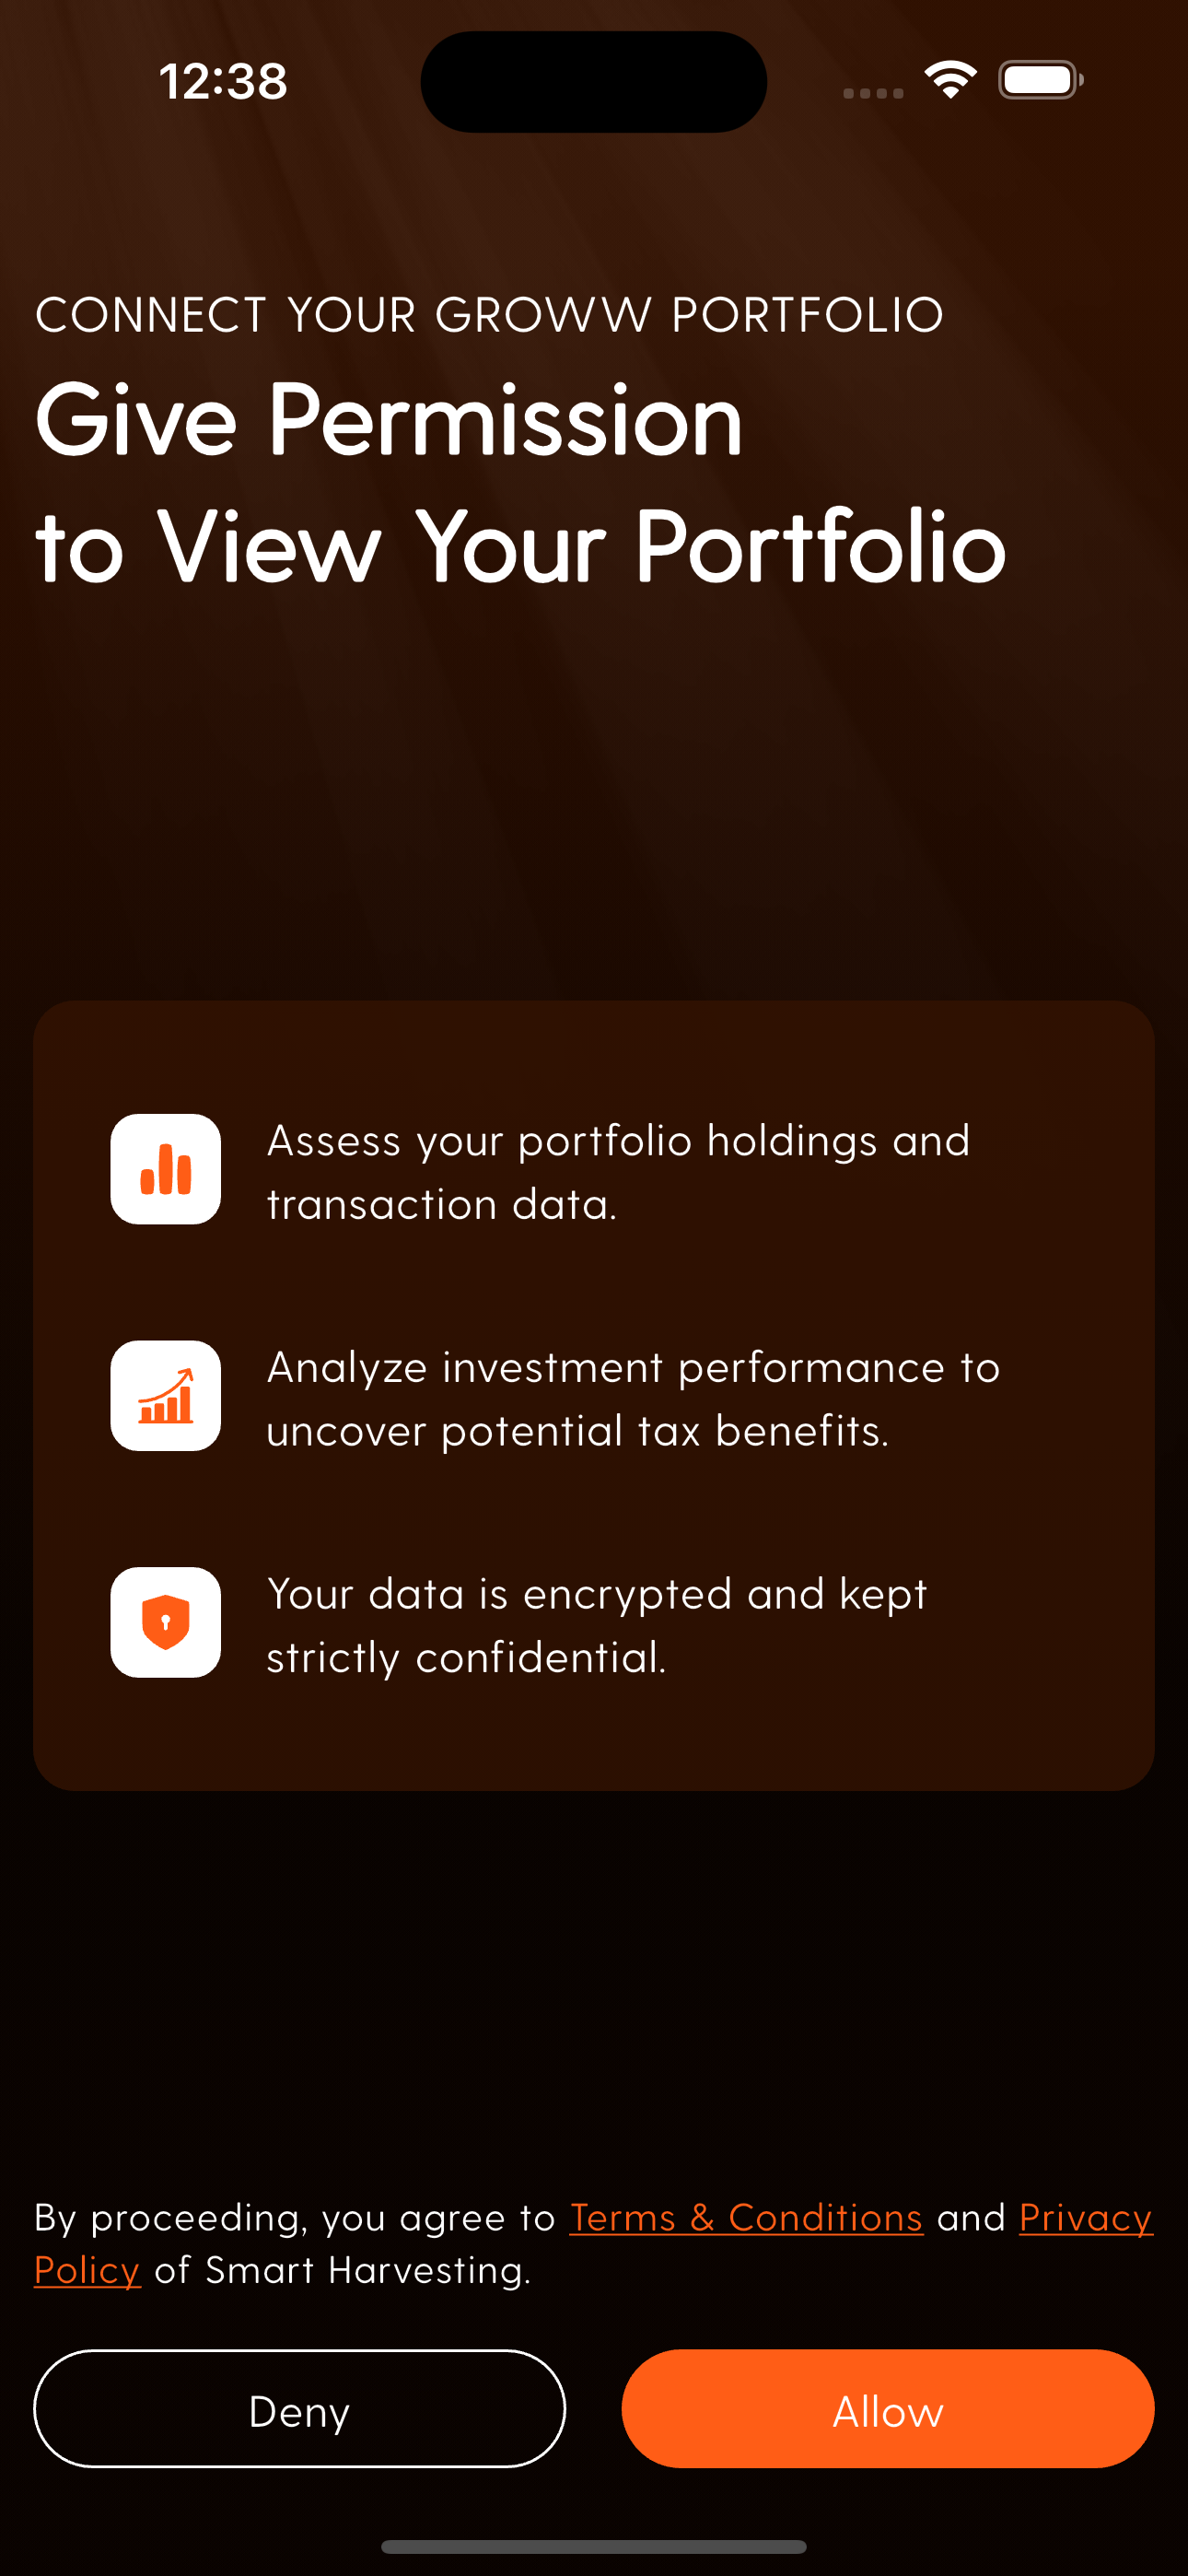 12:38
CONNECT YOUR GROWW PORTFOLIO
Give Permission
to View Your Portfolio
Assess your portfolio holdings and
transaction data.
Analyze investment performance to
uncover potential tax benefits.
Your data is encrypted and kept
strictly confidential.
By proceeding, you agree to Terms & Conditions and Privacy
Policy of Smart Harvesting.
Deny
Allow